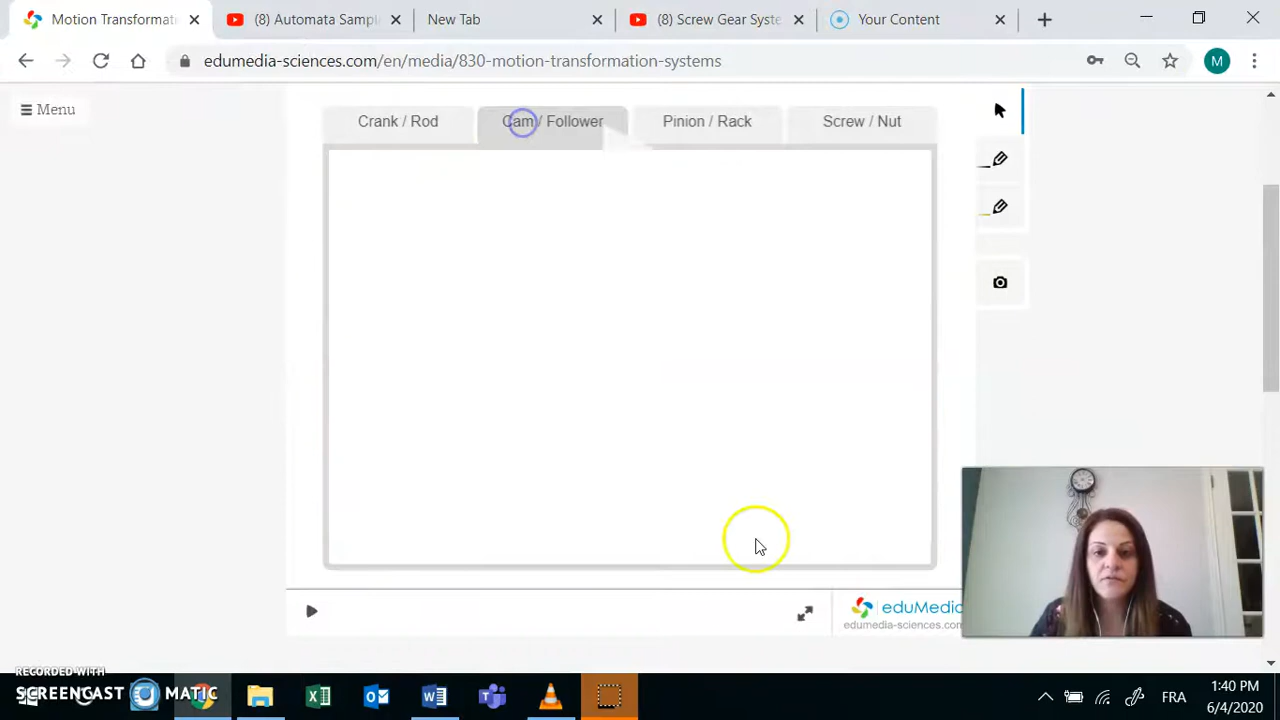 Motion Transforma
(8) Automata Sampl
New Tab
(8) Screw Gear Syste
Your Content
edumedia-sciences.com/en/media/830-motion-transformation-systems
M
Menu
Crank / Rod
Cam / Follower
Pinion / Rack
Screw / Nut
eduMedia
edumedia-sciences.com
RECORDED WITH
SCREENCAST MATIC
FRA
1:40 PM
6/4/2020